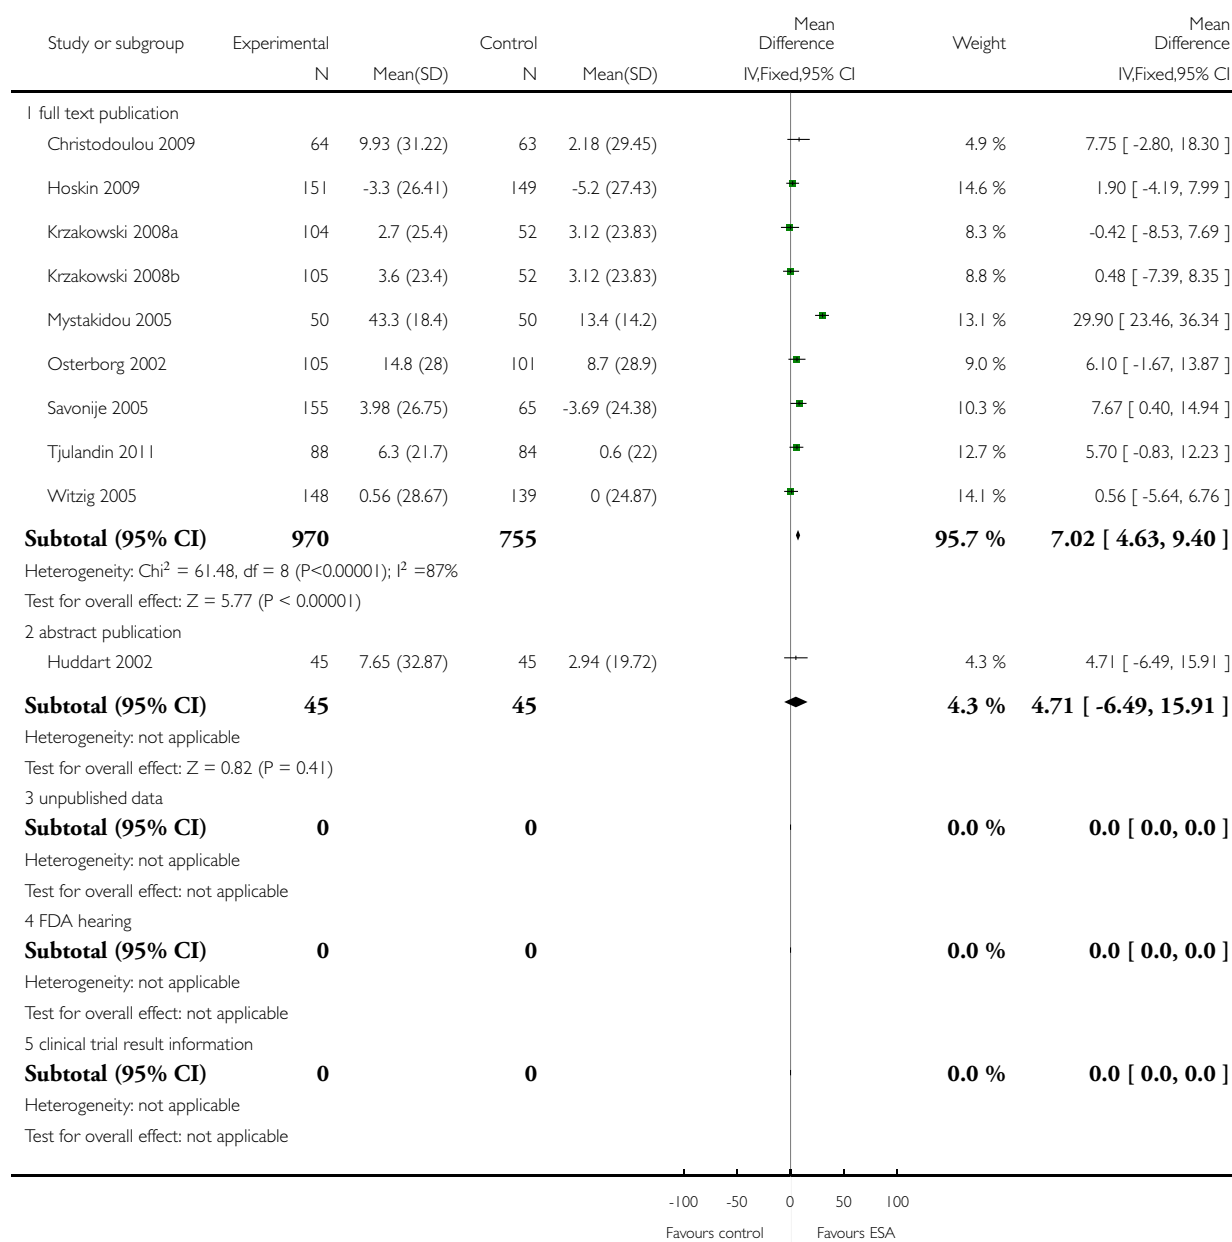 Study or subgroup Experimental Control Mean Difference Weight Mean Difference
N Mean(SD) N Mean(SD) IV,Fixed,95% CI IV,Fixed,95% CI
1 full text publication
Christodoulou 2009 64 9.93 (31.22) 63 2.18 (29.45) 4.9 % 7.75 [ -2.80, 18.30 ]
Hoskin 2009 151 -3.3 (26.41) 149 -5.2 (27.43) 14.6 % 1.90 [ -4.19, 7.99 ]
Krzakowski 2008a 104 2.7 (25.4) 52 3.12 (23.83) 8.3 % -0.42 [ -8.53, 7.69 ]
Krzakowski 2008b 105 3.6 (23.4) 52 3.12 (23.83) 8.8 % 0.48 [ -7.39, 8.35 ]
Mystakidou 2005 50 43.3 (18.4) 50 13.4 (14.2) 13.1 % 29.90 [ 23.46, 36.34 ]
Osterborg 2002 105 14.8 (28) 101 8.7 (28.9) 9.0 % 6.10 [ -1.67, 13.87 ]
Savonije 2005 155 3.98 (26.75) 65 -3.69 (24.38) 10.3 % 7.67 [ 0.40, 14.94 ]
Tjulandin 2011 88 6.3 (21.7) 84 0.6 (22) 12.7 % 5.70 [ -0.83, 12.23 ]
Witzig 2005 148 0.56 (28.67) 139 0 (24.87) 14.1 % 0.56 [ -5.64, 6.76 ]
Subtotal (95% CI) 970 755 95.7 % 7.02 [ 4.63, 9.40 ]
Heterogeneity: Chi² = 61.48, df = 8 (P<0.00001); I² =87%
Test for overall effect: Z = 5.77 (P < 0.00001)
2 abstract publication
Huddart 2002 45 7.65 (32.87) 45 2.94 (19.72) 4.3 % 4.71 [ -6.49, 15.91 ]
Subtotal (95% CI) 45 45 4.3 % 4.71 [ -6.49, 15.91 ]
Heterogeneity: not applicable
Test for overall effect: Z = 0.82 (P = 0.41)
3 unpublished data
Subtotal (95% CI) 0 0 0.0 % 0.0 [ 0.0, 0.0 ]
Heterogeneity: not applicable
Test for overall effect: not applicable
4 FDA hearing
Subtotal (95% CI) 0 0 0.0 % 0.0 [ 0.0, 0.0 ]
Heterogeneity: not applicable
Test for overall effect: not applicable
5 clinical trial result information
Subtotal (95% CI) 0 0 0.0 % 0.0 [ 0.0, 0.0 ]
Heterogeneity: not applicable
Test for overall effect: not applicable
-100 -50 0 50 100
Favours control Favours ESA